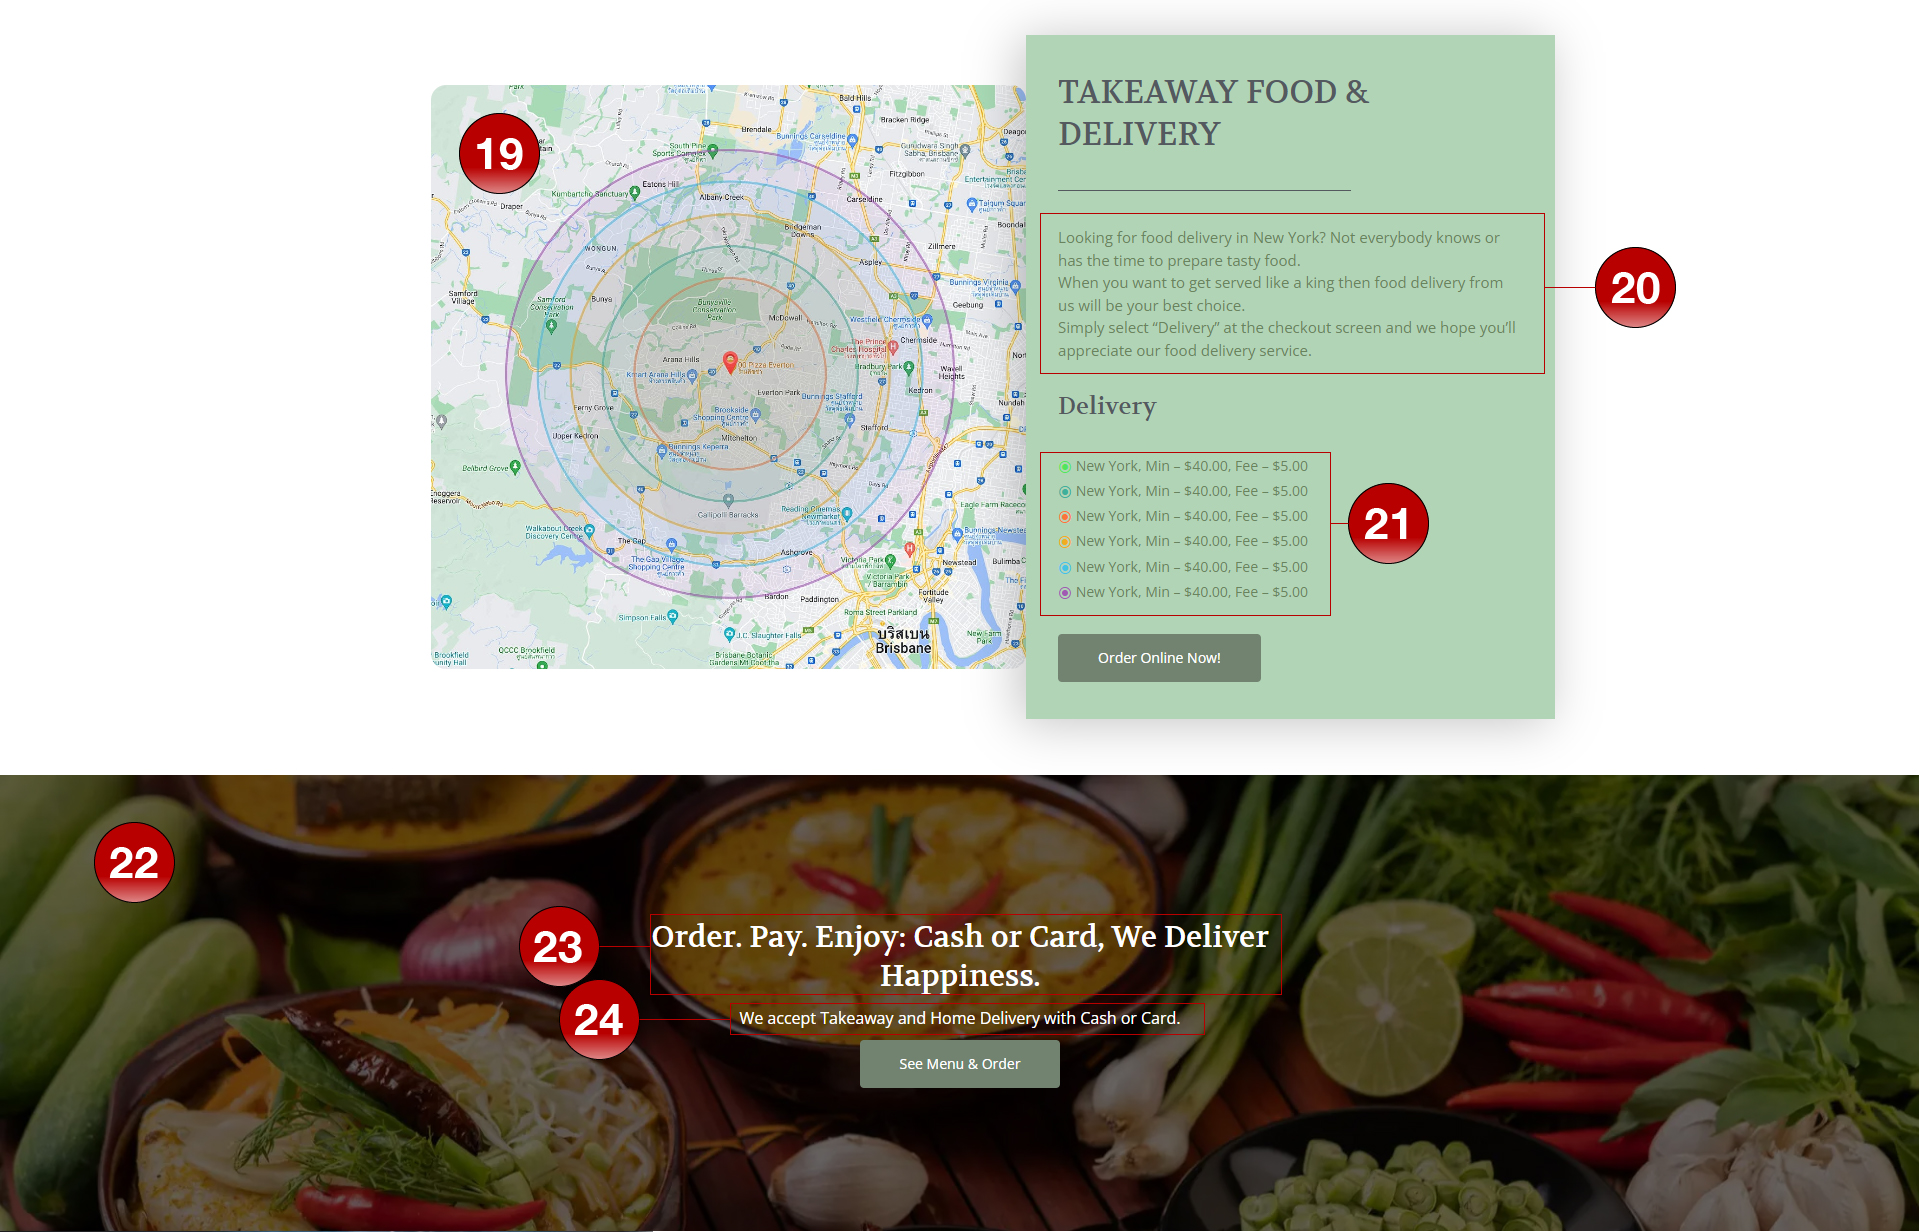 19
Park
Bald Hills
Bracken Ridge
Brendale
Bunnings Carseldine
South Pine
Sports Complex
Gurudwara Singh
Sabha, Brisbane
Fitzgibbon
Eatons Hill
Kumbartcho Sanctuary
Draper
Albany Creek
Carseldine
Taigum Squar
WONGUN
Bridgeman
Downs
Zillmere
Aspley
Bunnings Virginia
Geebung
Samford
Village
Samford
Conservation
Park
Bunya
Bunyaville
Conservation
Park
McDowall
Westfield Chermside
The Prince
Charles Hospital
Chermside
Arana Hills
Kmart Arana Hills
Bradbury Park
Wavell
Heights
Everton Park
Bunnings Stafford
Kedron
Nundah
Ferny Grove
Brookside
Shopping Centre
Stafford
Upper Kedron
Mitchelton
Bunnings Keperra
Bellbird Grove
Enoggera
Reservoir
Gallipoli Barracks
Reading Cinemas
Newmarket
Eagle Farm Raceco
Walkabout Creek
Discovery Centre
The Gap
The Gap Village
Shopping Centre
Ashgrove
Bunnings Newstea
Newstead
Bulimba
Victoria Park
Victoria Park
/ Barrambin
Bardon
Paddington
Fortitude
Valley
Simpson Falls
Roma Street Parkland
J.C. Slaughter Falls
บริสเบน
Brisbane
New Farm
Park
Brookfield
unity Hall
QCCC Brookfield
Brisbane Botanic
Gardens Mt Coot-tha
TAKEAWAY FOOD &
DELIVERY
Looking for food delivery in New York? Not everybody knows or
has the time to prepare tasty food.
When you want to get served like a king then food delivery from
us will be your best choice.
Simply select “Delivery” at the checkout screen and we hope you’ll
appreciate our food delivery service.
20
Delivery
New York, Min – $40.00, Fee – $5.00
New York, Min – $40.00, Fee – $5.00
New York, Min – $40.00, Fee – $5.00
New York, Min – $40.00, Fee – $5.00
New York, Min – $40.00, Fee – $5.00
New York, Min – $40.00, Fee – $5.00
21
Order Online Now!
22
23
Order. Pay. Enjoy: Cash or Card, We Deliver
Happiness.
24
We accept Takeaway and Home Delivery with Cash or Card.
See Menu & Order